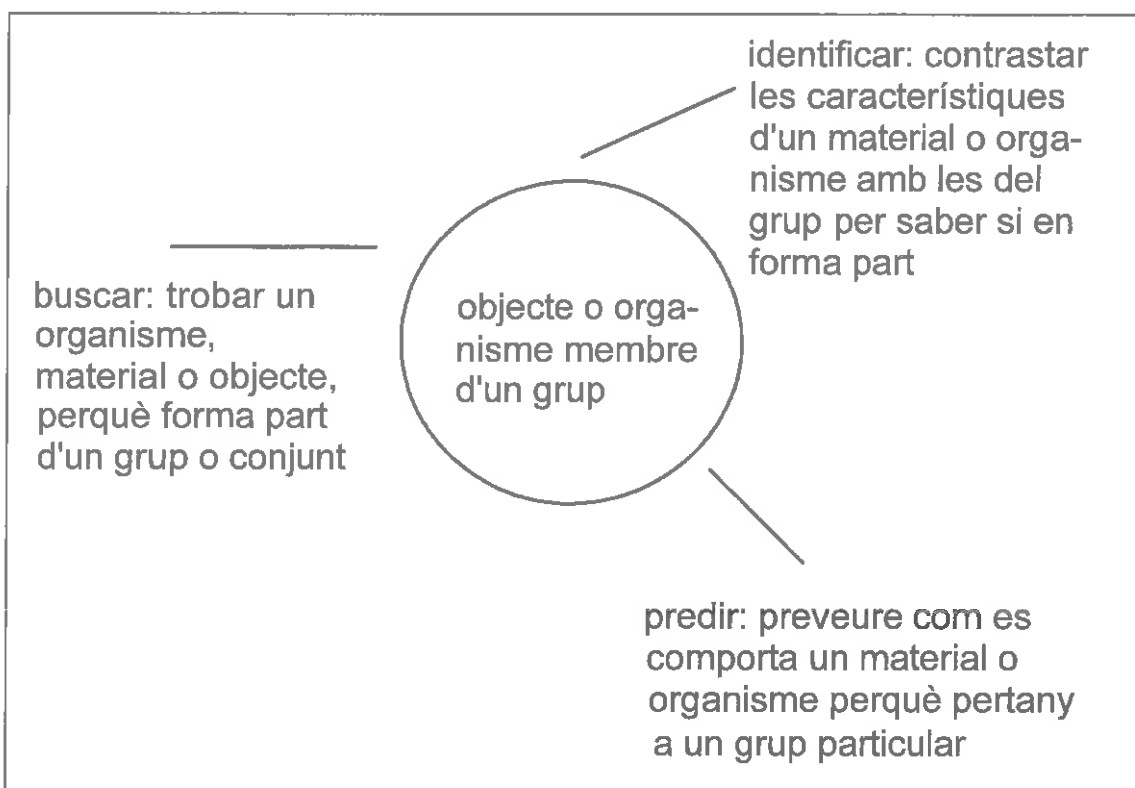 identificar: contrastar
les característiques
d'un material o orga-
nisme amb les del
grup per saber si en
forma part
buscar: trobar un
organisme,
material o objecte,
perquè forma part
d'un grup o conjunt
objecte o orga-
nisme membre
d'un grup
predir: preveure com es
comporta un material o
organisme perquè pertany
a un grup particular